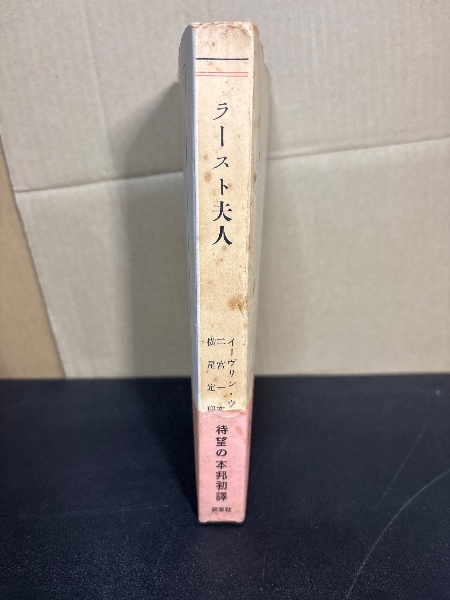 ラースト夫人
イーヴリン・ウ
二宮一
横尾定
待望の本邦初譯
新潮社